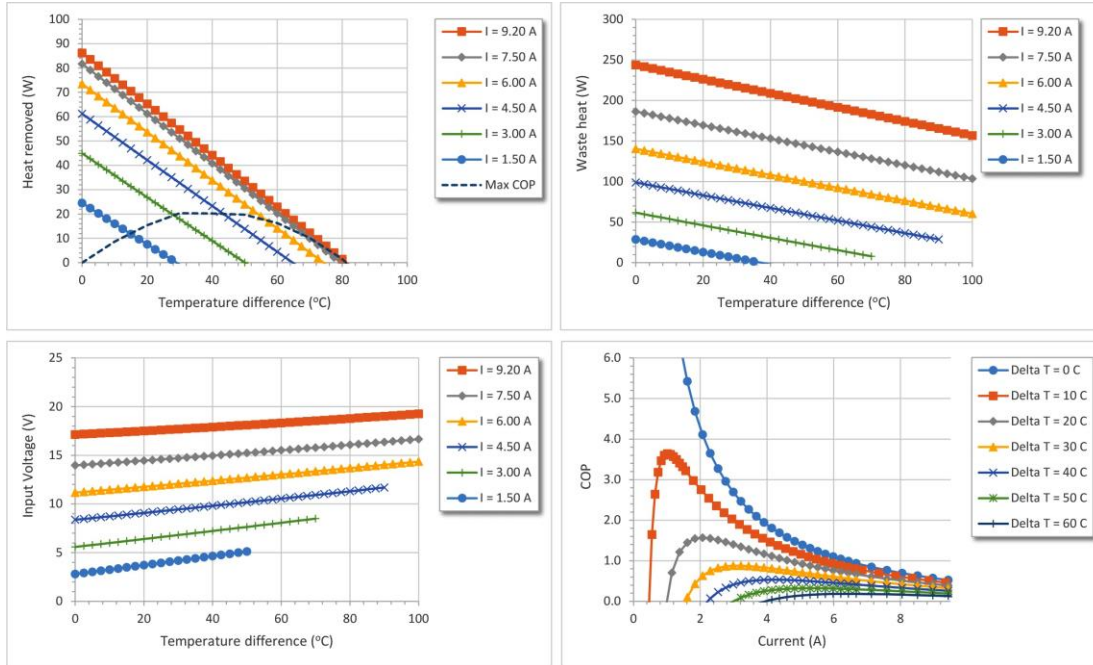 Heat removed (W)
100
90
80
70
60
50
40
30
20
10
0
0 20 40 60 80 100
Temperature difference (°C)
I = 9.20 A
I = 7.50 A
I = 6.00 A
I = 4.50 A
I = 3.00 A
I = 1.50 A
Max COP
Waste heat (W)
300
250
200
150
100
50
0
0 20 40 60 80 100
Temperature difference (°C)
I = 9.20 A
I = 7.50 A
I = 6.00 A
I = 4.50 A
I = 3.00 A
I = 1.50 A
Input Voltage (V)
25
20
15
10
5
0
0 20 40 60 80 100
Temperature difference (°C)
I = 9.20 A
I = 7.50 A
I = 6.00 A
I = 4.50 A
I = 3.00 A
I = 1.50 A
COP
6.0
5.0
4.0
3.0
2.0
1.0
0.0
0 2 4 6 8
Current (A)
Delta T = 0 C
Delta T = 10 C
Delta T = 20 C
Delta T = 30 C
Delta T = 40 C
Delta T = 50 C
Delta T = 60 C